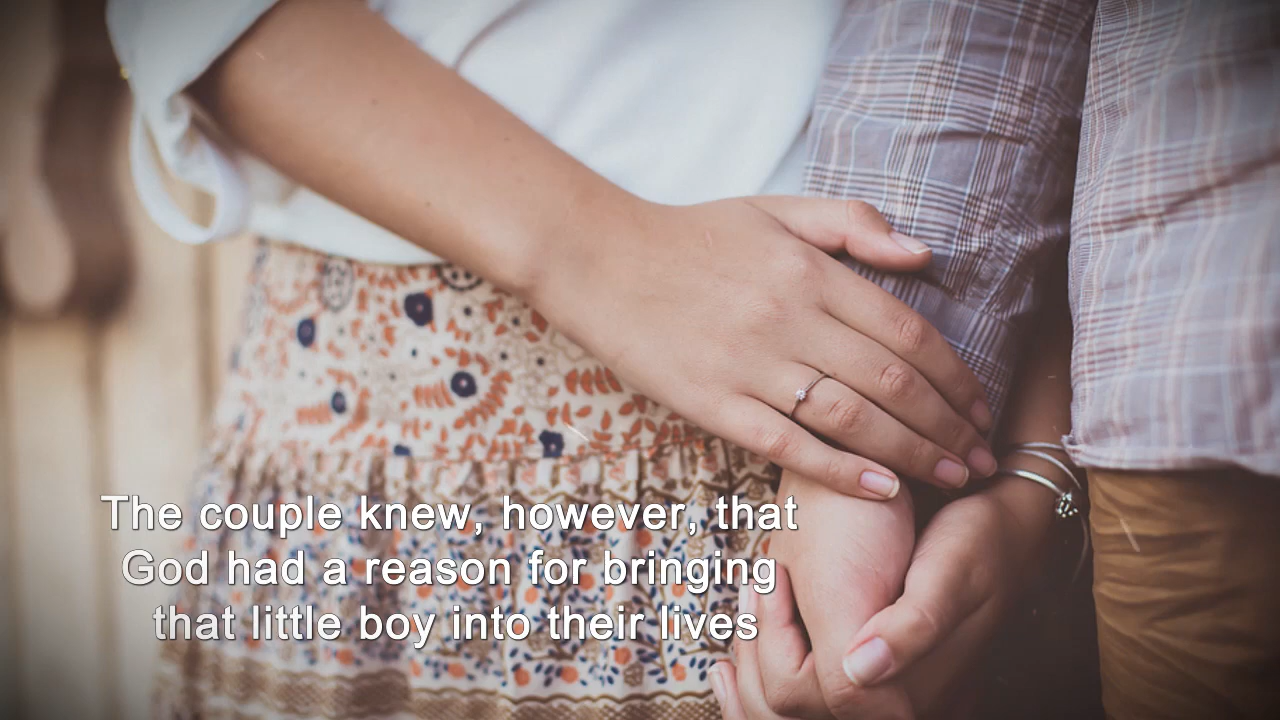 The couple knew, however, that
God had a reason for bringing
that little boy into their lives